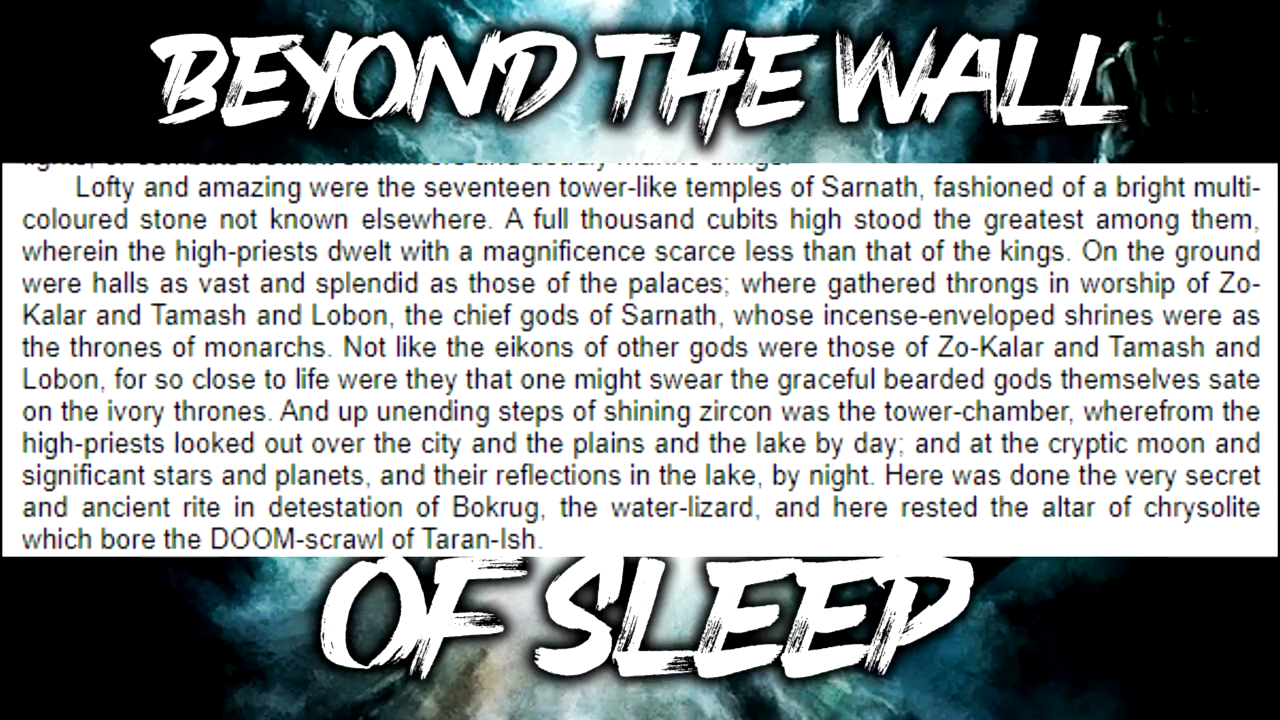 BEYOND THE WALL
Lofty and amazing were the seventeen tower-like temples of Sarnath, fashioned of a bright multi-
coloured stone not known elsewhere. A full thousand cubits high stood the greatest among them,
wherein the high-priests dwelt with a magnificence scarce less than that of the kings. On the ground
were halls as vast and splendid as those of the palaces; where gathered throngs in worship of Zo-
Kalar and Tamash and Lobon, the chief gods of Sarnath, whose incense-enveloped shrines were as
the thrones of monarchs. Not like the eikons of other gods were those of Zo-Kalar and Tamash and
Lobon, for so close to life were they that one might swear the graceful bearded gods themselves sate
on the ivory thrones. And up unending steps of shining zircon was the tower-chamber, wherefrom the
high-priests looked out over the city and the plains and the lake by day; and at the cryptic moon and
significant stars and planets, and their reflections in the lake, by night. Here was done the very secret
and ancient rite in detestation of Bokrug, the water-lizard, and here rested the altar of chrysolite
which bore the DOOM-scrawl of Taran-Ish.
OF SLEEP